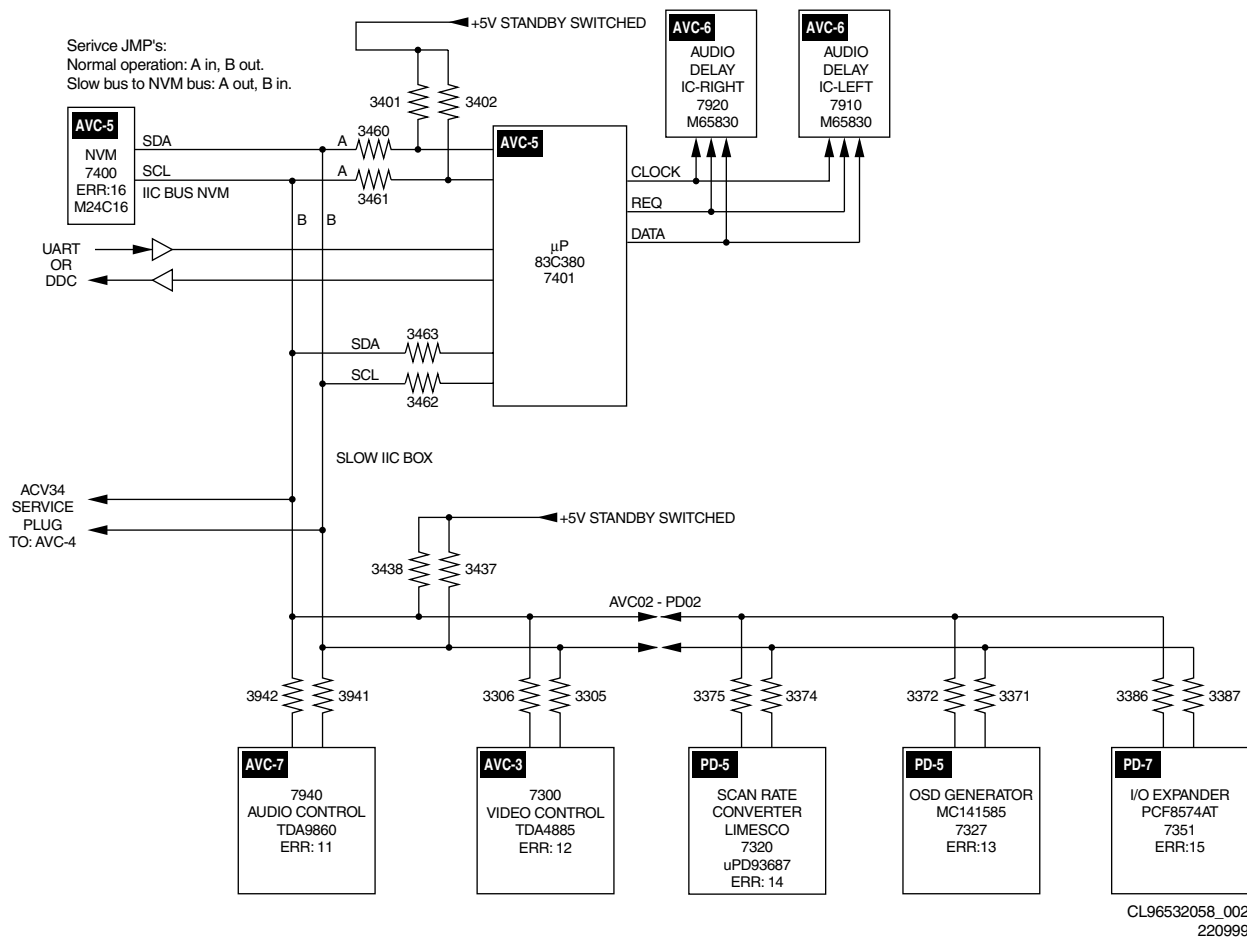 +5V STANDBY SWITCHED
Serivce JMP's:
Normal operation: A in, B out.
Slow bus to NVM bus: A out, B in.
3401
3402
AVC-6
AUDIO
DELAY
IC-RIGHT
7920
M65830
AVC-6
AUDIO
DELAY
IC-LEFT
7910
M65830
AVC-5
NVM
7400
ERR:16
M24C16
SDA
SCL
IIC BUS NVM
A
3460
A
3461
B
B
AVC-5
µP
83C380
7401
CLOCK
REQ
DATA
UART
OR
DDC
SDA
3463
SCL
3462
SLOW IIC BOX
ACV34
SERVICE
PLUG
TO: AVC-4
+5V STANDBY SWITCHED
3438
3437
AVC02 - PD02
3942
3941
3306
3305
3375
3374
3372
3371
3386
3387
AVC-7
7940
AUDIO CONTROL
TDA9860
ERR: 11
AVC-3
7300
VIDEO CONTROL
TDA4885
ERR: 12
PD-5
SCAN RATE
CONVERTER
LIMESCO
7320
uPD93687
ERR: 14
PD-5
OSD GENERATOR
MC141585
7327
ERR:13
PD-7
I/O EXPANDER
PCF8574AT
7351
ERR:15
CL96532058_002
220999